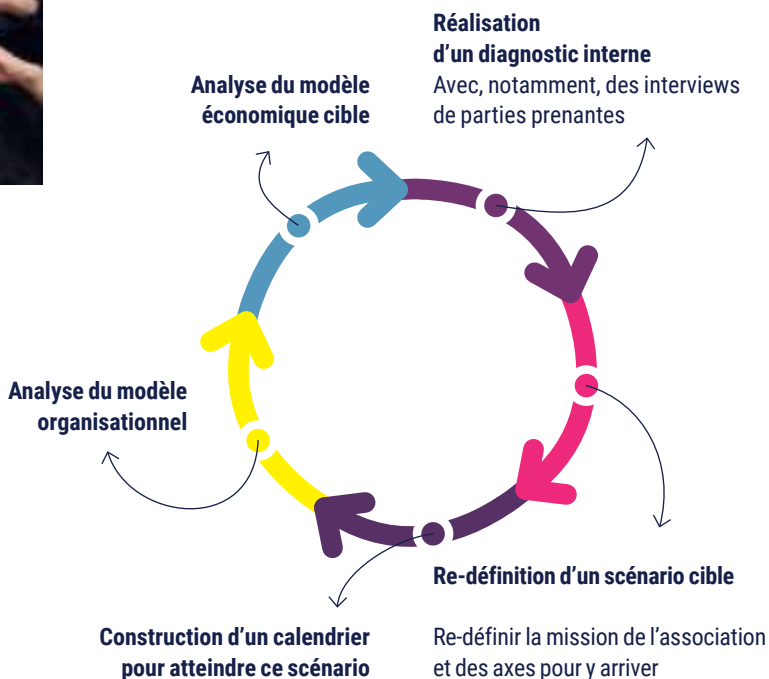 Réalisation
d’un diagnostic interne
Avec, notamment, des interviews
de parties prenantes
Analyse du modèle
économique cible
Analyse du modèle
organisationnel
Re-définition d’un scénario cible
Re-définir la mission de l’association
et des axes pour y arriver
Construction d’un calendrier
pour atteindre ce scénario